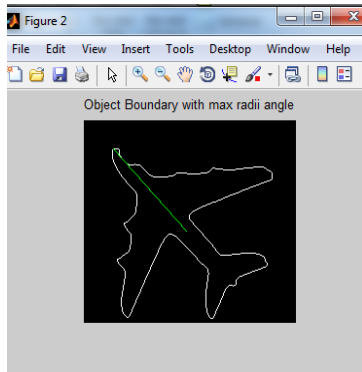 Figure 2
File Edit View Insert Tools Desktop Window Help
Object Boundary with max radii angle